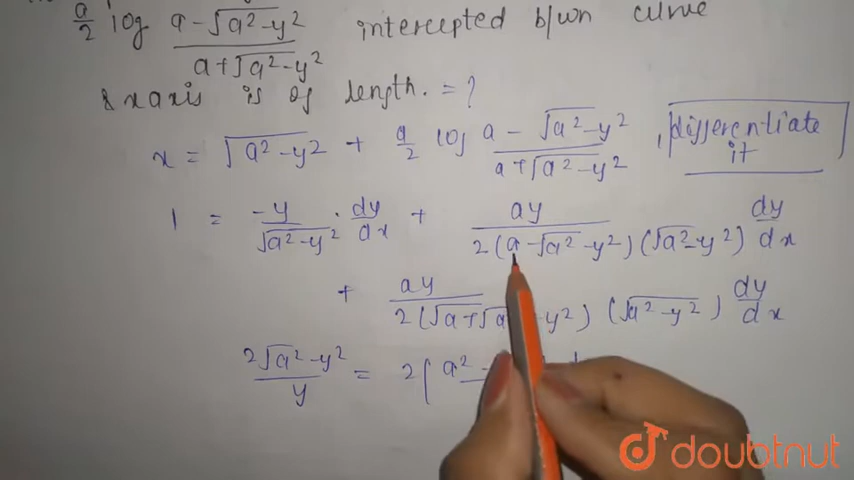 a/2 log (a - √(a² - y²))/(a + √(a² - y²)) intercepted b/wn curve
& x axis is of length. = ?
x = √(a² - y²) + a/2 log (a - √(a² - y²))/(a + √(a² - y²)) , differentiate it
1 = -y/√(a² - y²) · dy/dx + ay/(2(a - √a² - y²)(√a² - y²)) dy/dx
+ ay/(2(√a + √a - y²)(√(a² - y²))) dy/dx
2√a² - y²/y = 2[a² -
doubtnut